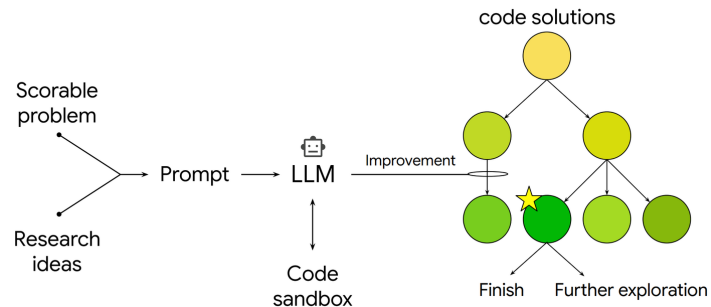 code solutions
Scorable
problem
Improvement
Prompt
LLM
Research
ideas
Code
sandbox
Finish
Further exploration